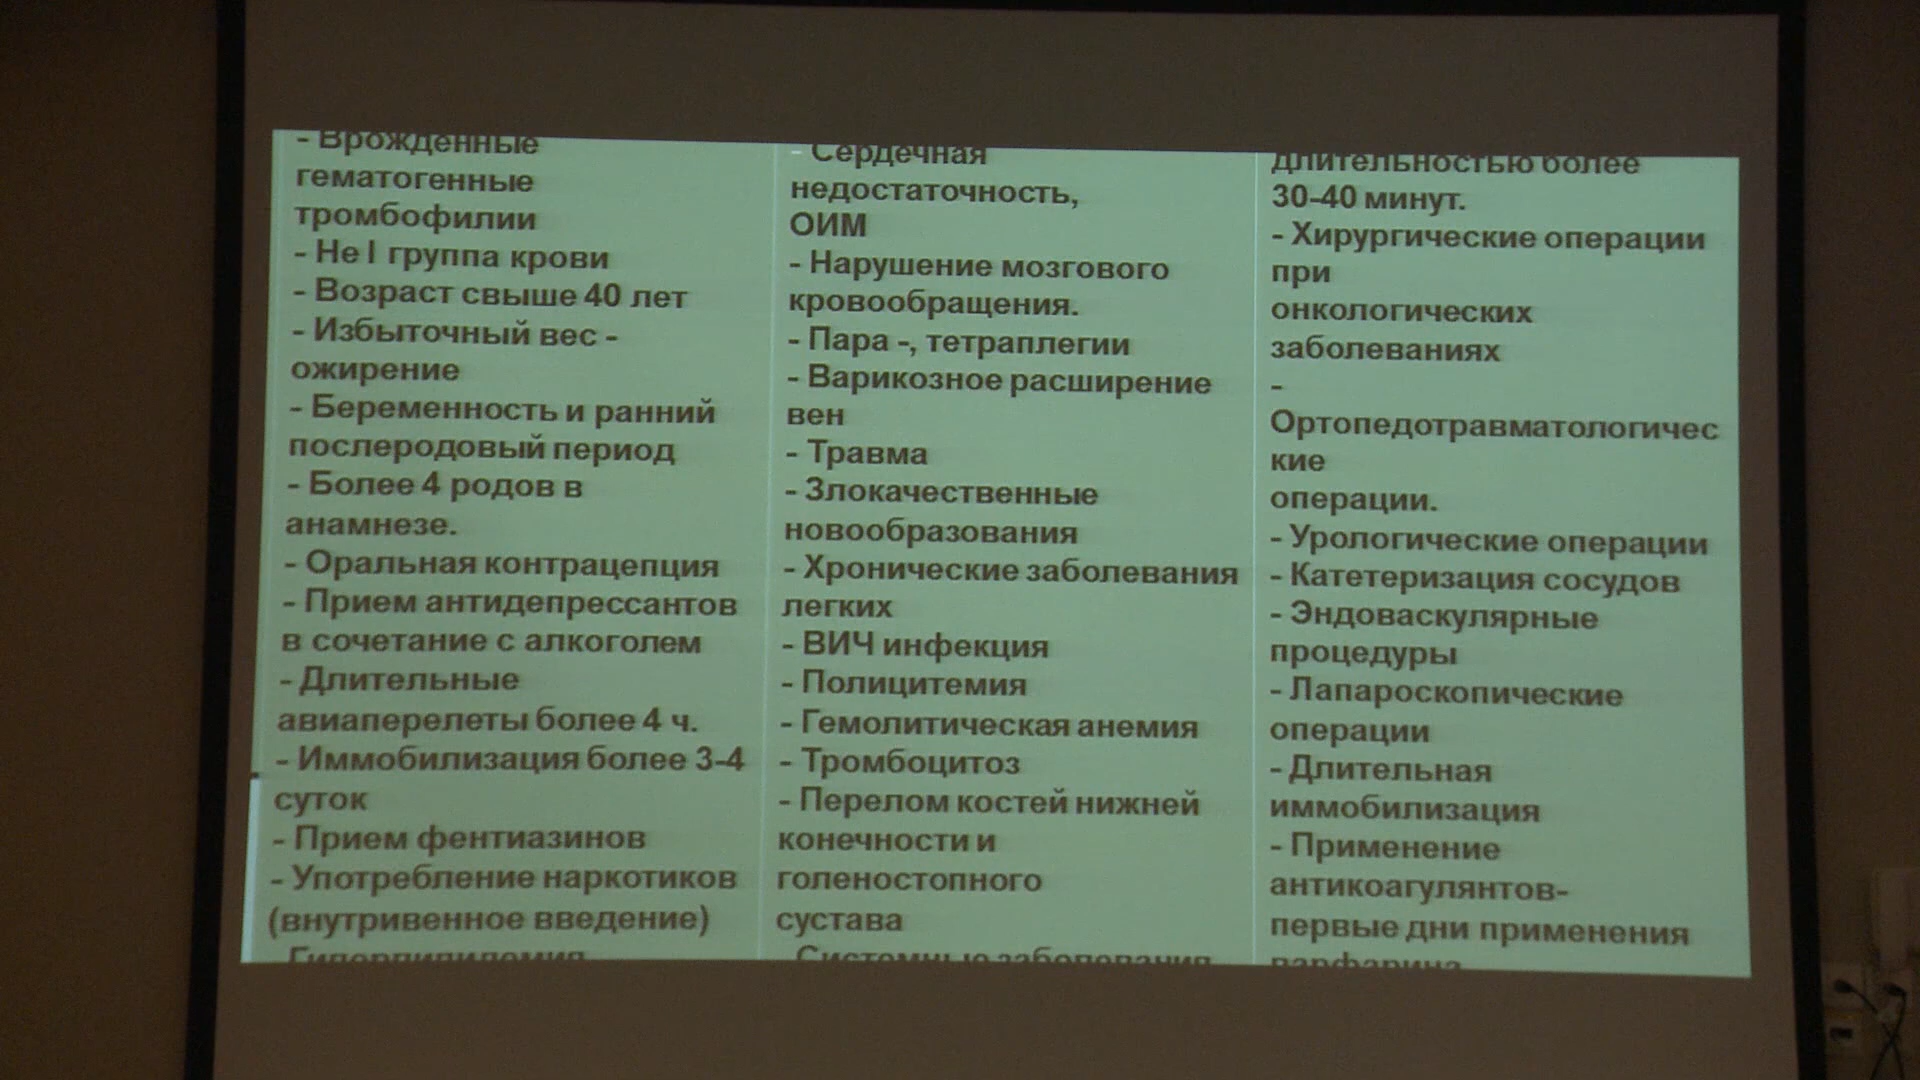 - Врожденные
гематогенные
тромбофилии
- Не I группа крови
- Возраст свыше 40 лет
- Избыточный вес -
ожирение
- Беременность и ранний
послеродовый период
- Более 4 родов в
анамнезе.
- Оральная контрацепция
- Прием антидепрессантов
в сочетание с алкоголем
- Длительные
авиаперелеты более 4 ч.
- Иммобилизация более 3-4
суток
- Прием фентиазинов
- Употребление наркотиков
(внутривенное введение)
Гиперлипидемия
- Сердечная
недостаточность,
ОИМ
- Нарушение мозгового
кровообращения.
- Пара -, тетраплегии
- Варикозное расширение
вен
- Травма
- Злокачественные
новообразования
- Хронические заболевания
легких
- ВИЧ инфекция
- Полицитемия
- Гемолитическая анемия
- Тромбоцитоз
- Перелом костей нижней
конечности и
голеностопного
сустава
Системные заболевания
длительностью более
30-40 минут.
- Хирургические операции
при
онкологических
заболеваниях
-
Ортопедотравматологичес
кие
операции.
- Урологические операции
- Катетеризация сосудов
- Эндоваскулярные
процедуры
- Лапароскопические
операции
- Длительная
иммобилизация
- Применение
антикоагулянтов-
первые дни применения
варфарина